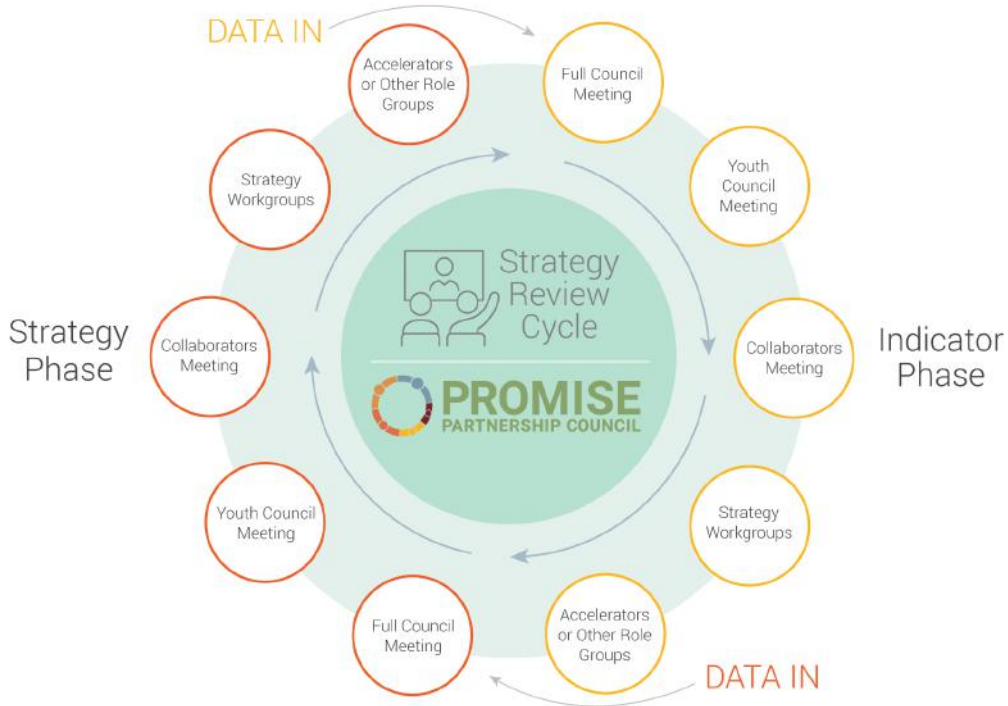 DATA IN
Accelerators
or Other Role
Groups
Full Council
Meeting
Strategy
Workgroups
Youth
Council
Meeting
Strategy
Review
Cycle
Strategy
Phase
Collaborators
Meeting
Collaborators
Meeting
Indicator
Phase
PROMISE
PARTNERSHIP COUNCIL
Youth Council
Meeting
Strategy
Workgroups
Full Council
Meeting
Accelerators
or Other Role
Groups
DATA IN